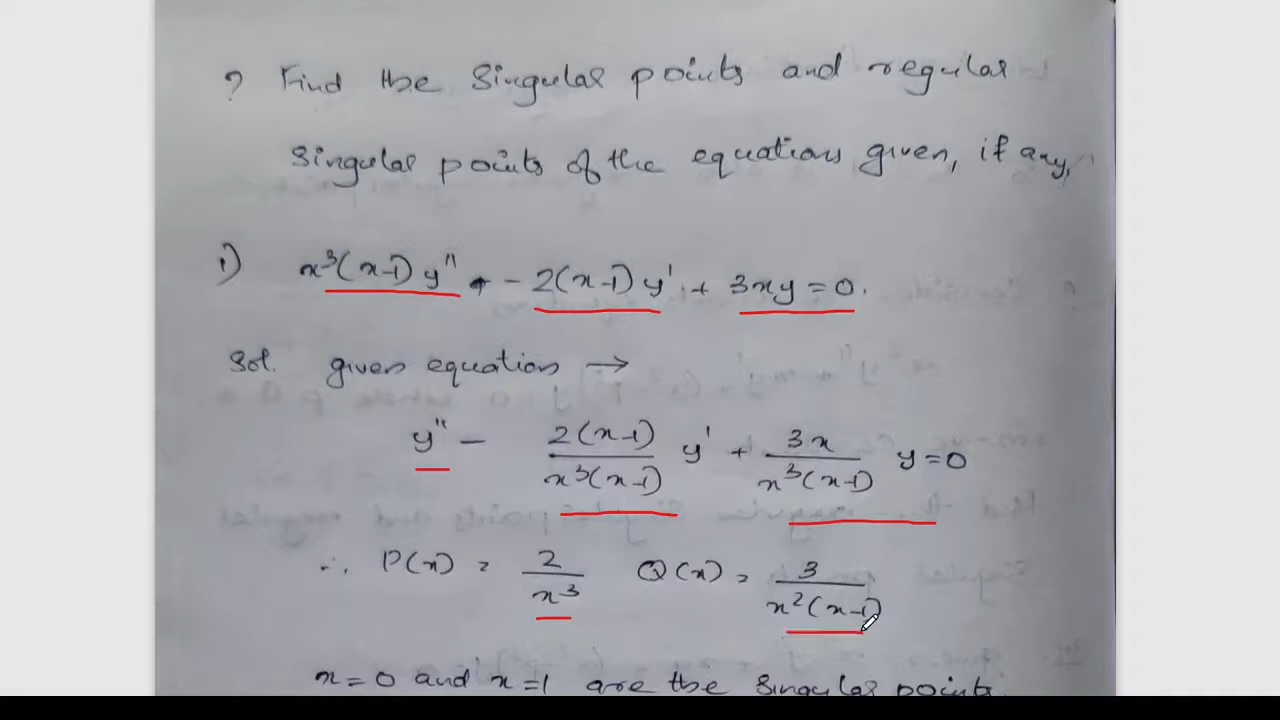 ? Find the singular points and regular
singular points of the equations given, if any.
1) x³(x-1)y'' - 2(x-1)y' + 3xy = 0.
Sol. given equation →
y'' - 2(x-1)/x³(x-1) y' + 3x/x³(x-1) y = 0
∴ P(x) = 2/x³ Q(x) = 3/x²(x-1)
x=0 and x=1 are the singular points.